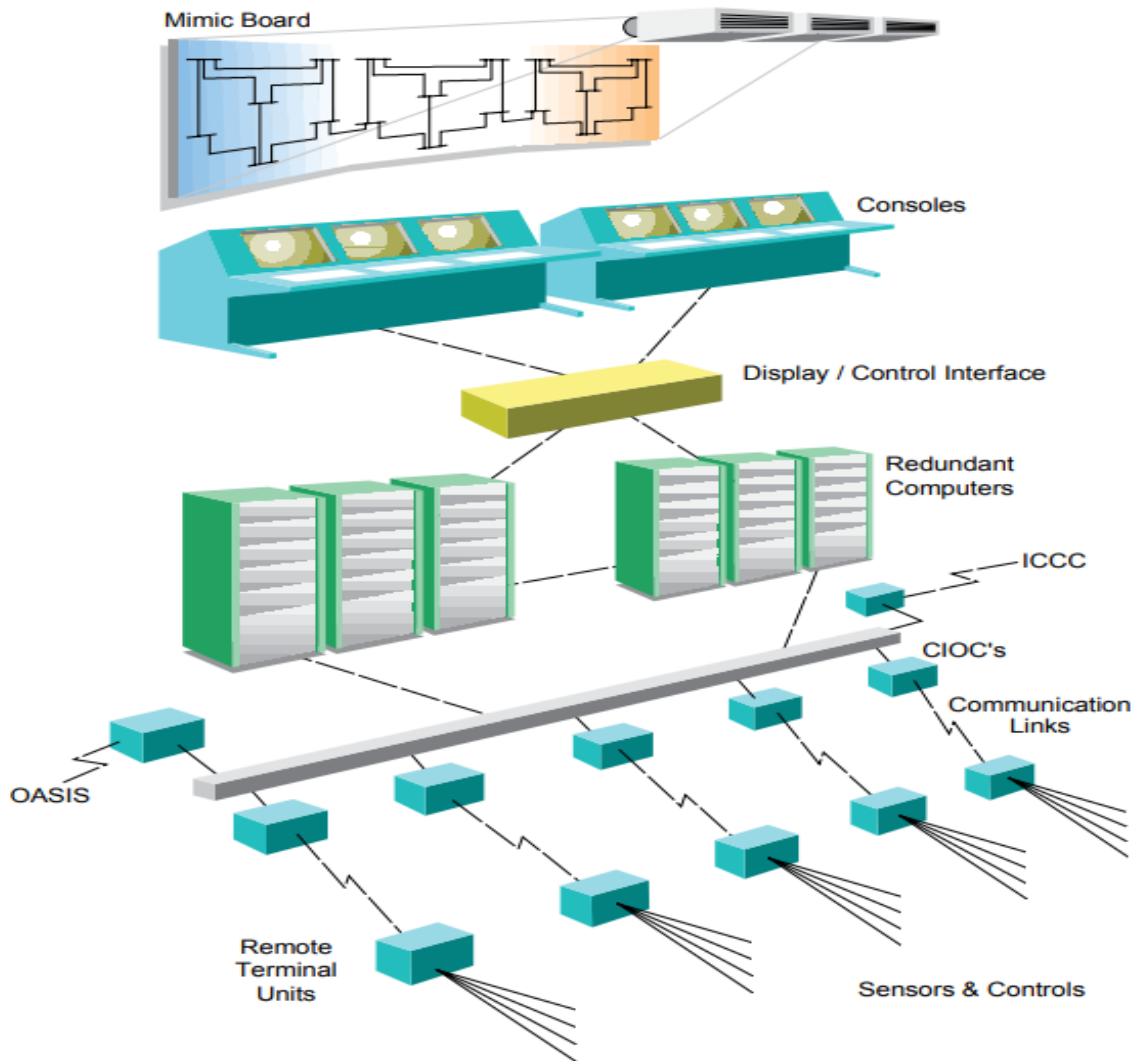 Mimic Board
Consoles
Display / Control Interface
Redundant
Computers
ICCC
CIOC's
Communication
Links
OASIS
Remote
Terminal
Units
Sensors & Controls